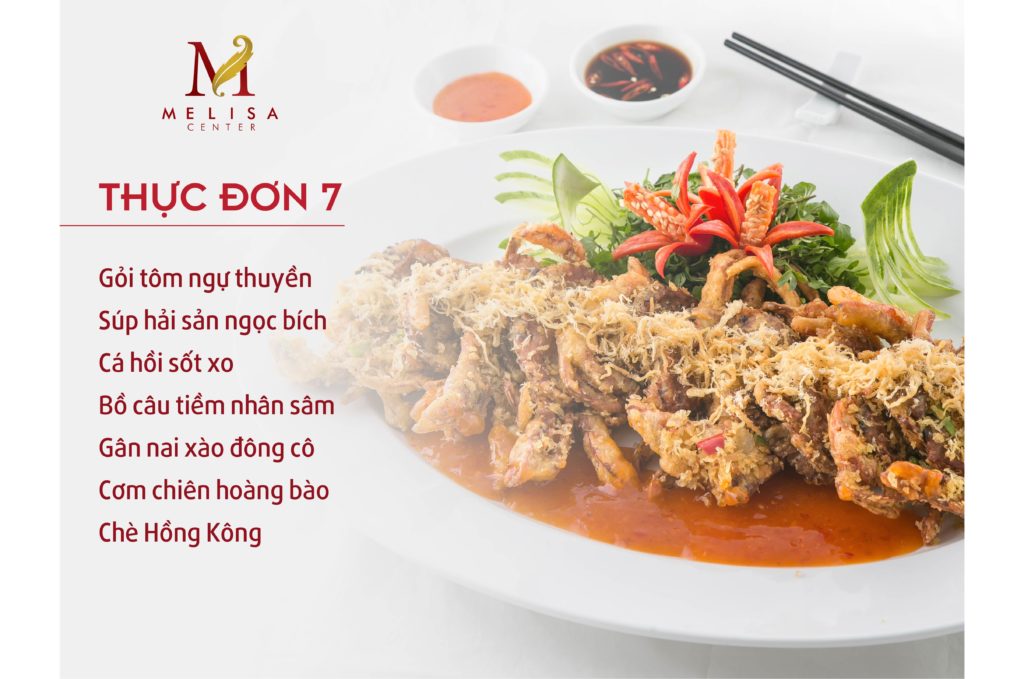 MELISA
CENTER
THỰC ĐƠN 7
Gỏi tôm ngự thuyền
Súp hải sản ngọc bích
Cá hồi sốt xo
Bồ câu tiềm nhân sâm
Gân nai xào đông cô
Cơm chiên hoàng bào
Chè Hồng Kông